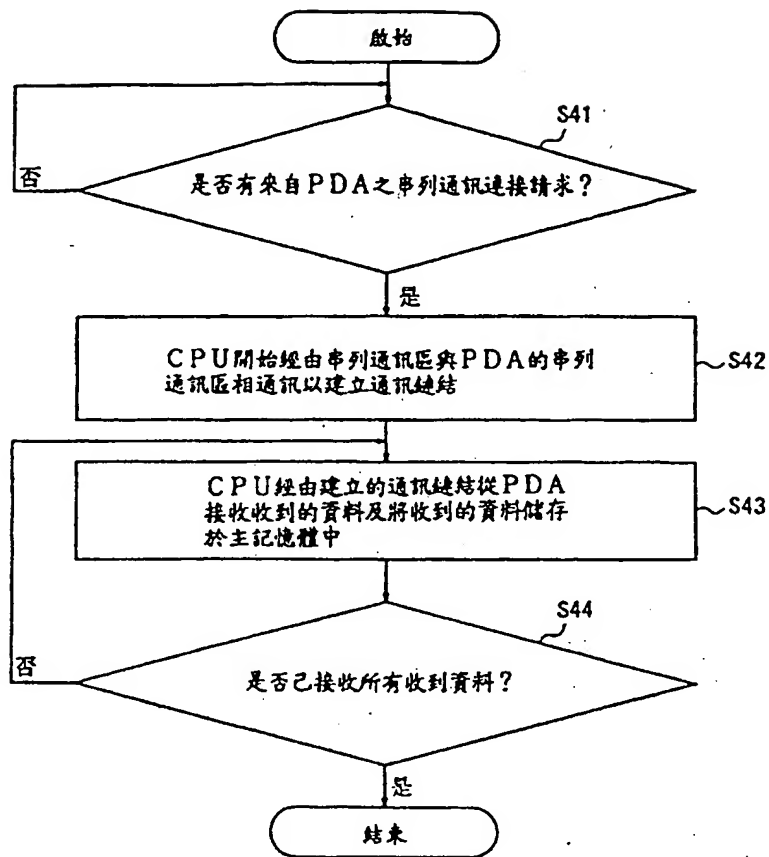 啟始
S41
否
是否有來自PDA之串列通訊連接請求?
是
CPU開始經由串列通訊區與PDA的串列
通訊區相通訊以建立通訊鏈結
S42
CPU經由建立的通訊鏈結從PDA
接收收到的資料及將收到的資料儲存
於主記憶體中
S43
S44
否
是否已接收所有收到資料?
是
結束